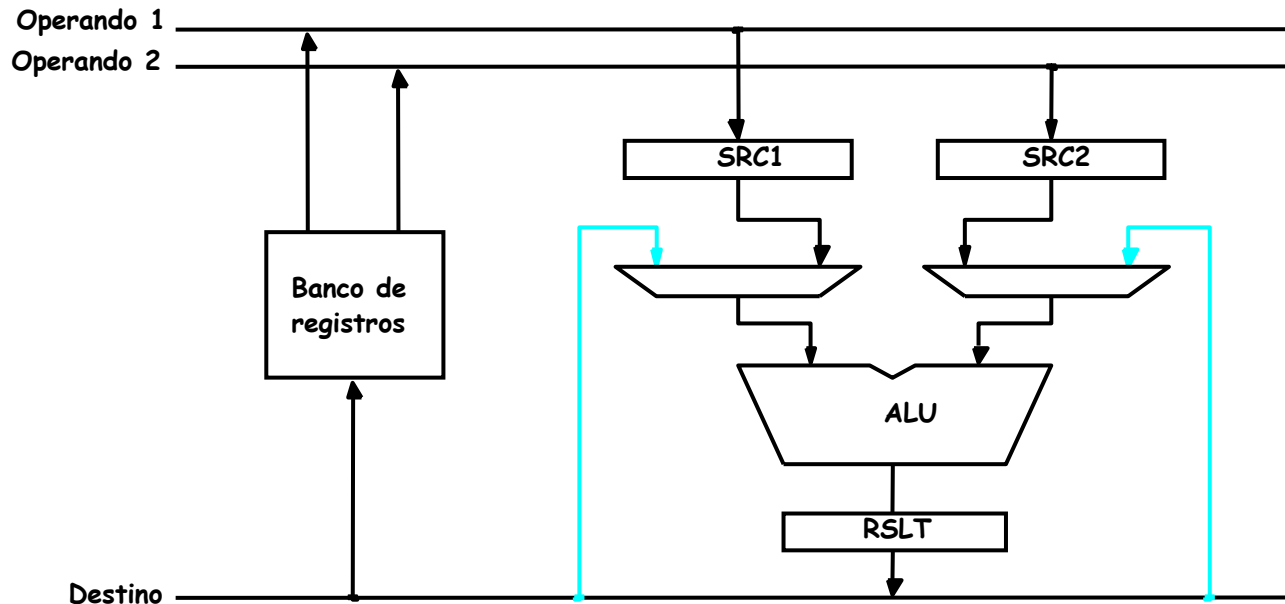 Operando 1
Operando 2
SRC1
SRC2
Banco de
registros
ALU
RSLT
Destino